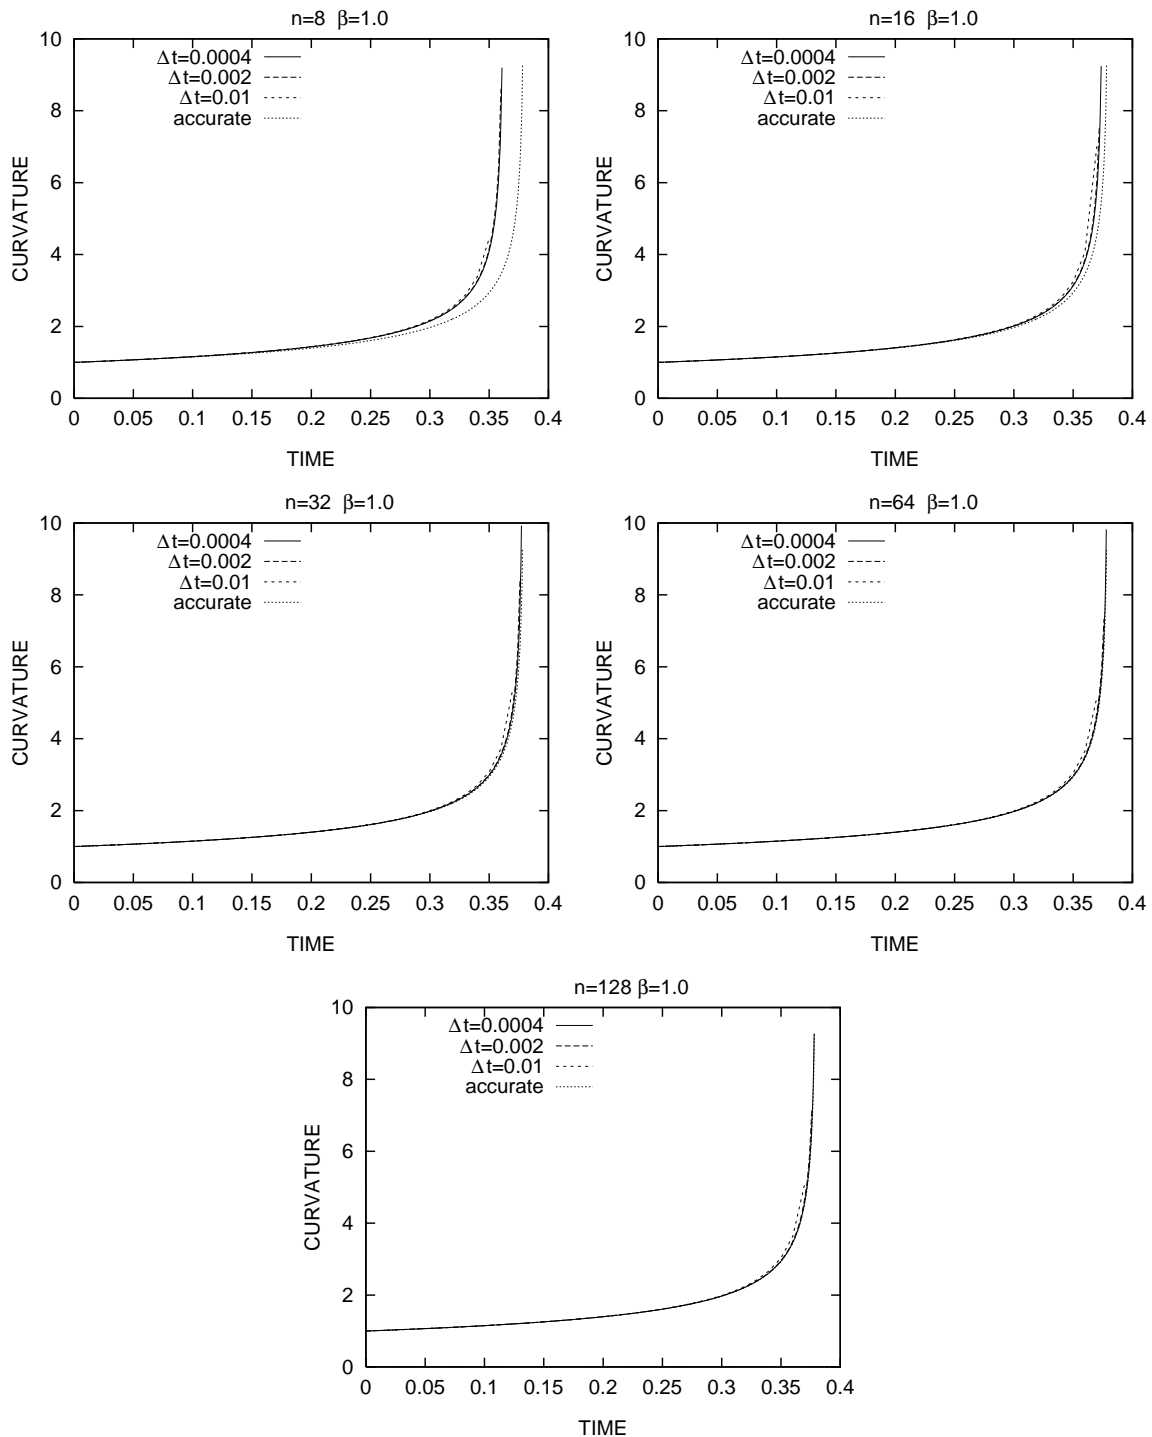 n=8 β=1.0
10
8
6
4
2
0
CURVATURE
Δt=0.0004
Δt=0.002
Δt=0.01
accurate
0 0.05 0.1 0.15 0.2 0.25 0.3 0.35 0.4
TIME
n=16 β=1.0
10
8
6
4
2
0
CURVATURE
Δt=0.0004
Δt=0.002
Δt=0.01
accurate
0 0.05 0.1 0.15 0.2 0.25 0.3 0.35 0.4
TIME
n=32 β=1.0
10
8
6
4
2
0
CURVATURE
Δt=0.0004
Δt=0.002
Δt=0.01
accurate
0 0.05 0.1 0.15 0.2 0.25 0.3 0.35 0.4
TIME
n=64 β=1.0
10
8
6
4
2
0
CURVATURE
Δt=0.0004
Δt=0.002
Δt=0.01
accurate
0 0.05 0.1 0.15 0.2 0.25 0.3 0.35 0.4
TIME
n=128 β=1.0
10
8
6
4
2
0
CURVATURE
Δt=0.0004
Δt=0.002
Δt=0.01
accurate
0 0.05 0.1 0.15 0.2 0.25 0.3 0.35 0.4
TIME